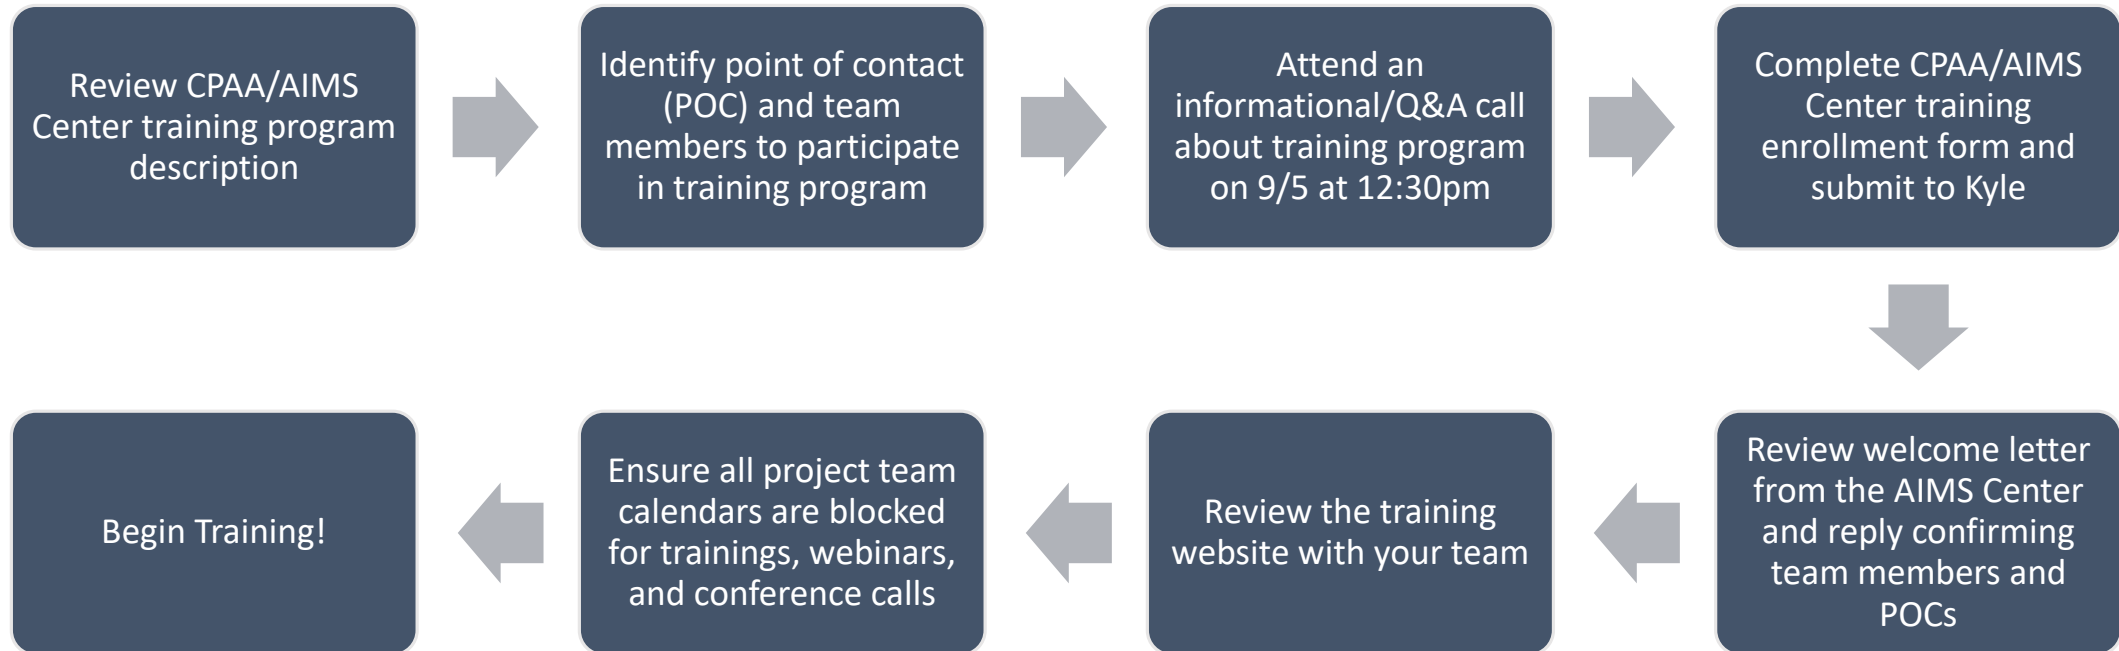 Review CPAA/AIMS
Center training program
description
Identify point of contact
(POC) and team
members to participate
in training program
Attend an
informational/Q&A call
about training program
on 9/5 at 12:30pm
Complete CPAA/AIMS
Center training
enrollment form and
submit to Kyle
Review welcome letter
from the AIMS Center
and reply confirming
team members and
POCs
Review the training
website with your team
Ensure all project team
calendars are blocked
for trainings, webinars,
and conference calls
Begin Training!